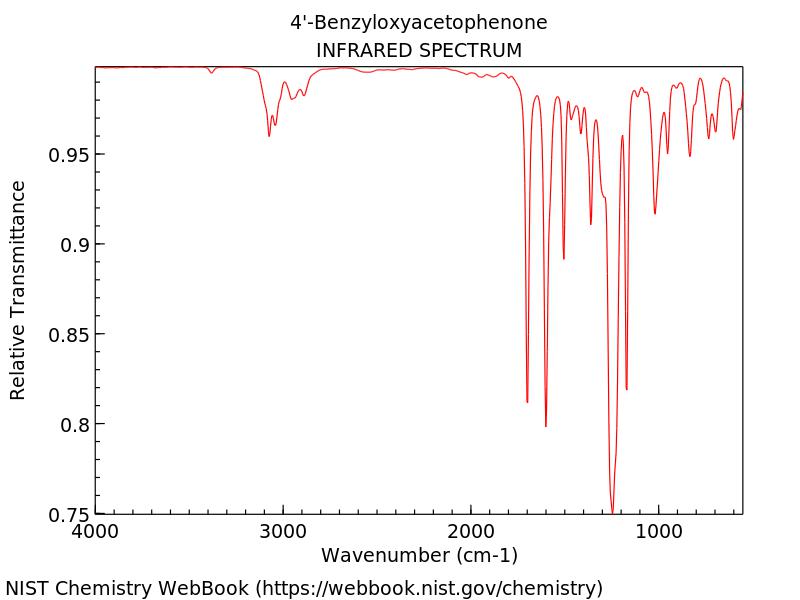 4'-Benzyloxyacetophenone
INFRARED SPECTRUM
0.95
0.9
0.85
0.8
0.75
Relative Transmittance
4000 3000 2000 1000
Wavenumber (cm-1)
NIST Chemistry WebBook (https://webbook.nist.gov/chemistry)